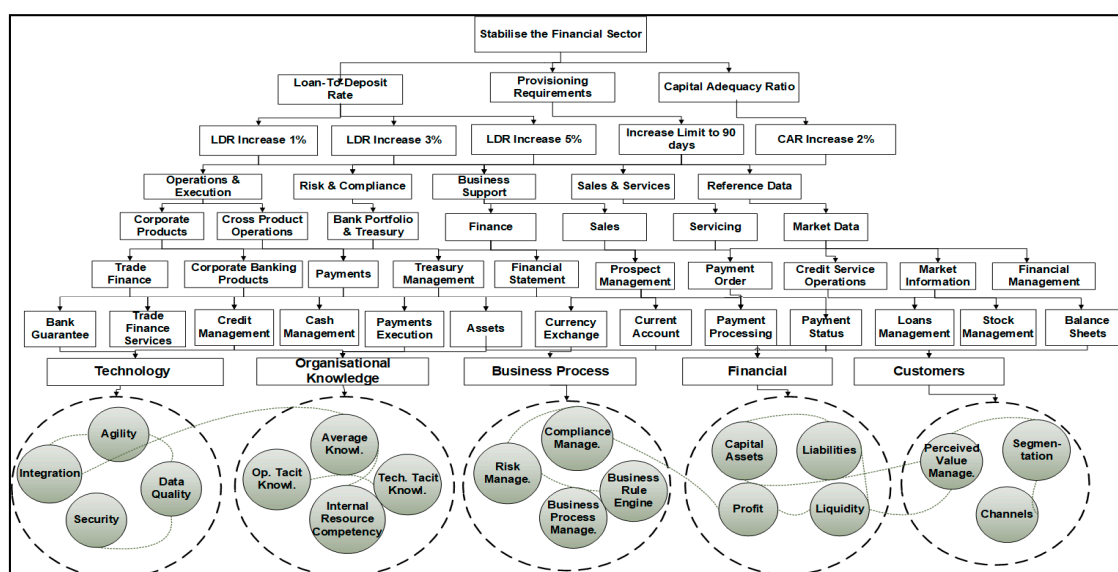 Stabilise the Financial Sector
Loan-To-Deposit
Rate
Provisioning
Requirements
Capital Adequacy Ratio
LDR Increase 1%
LDR Increase 3%
LDR Increase 5%
Increase Limit to 90
days
CAR Increase 2%
Operations &
Execution
Risk & Compliance
Business
Support
Sales & Services
Reference Data
Corporate
Products
Cross Product
Operations
Bank Portfolio
& Treasury
Finance
Sales
Servicing
Market Data
Trade
Finance
Corporate Banking
Products
Payments
Treasury
Management
Financial
Statement
Prospect
Management
Payment
Order
Credit Service
Operations
Market
Information
Financial
Management
Bank
Guarantee
Trade
Finance
Services
Credit
Management
Cash
Management
Payments
Execution
Assets
Currency
Exchange
Current
Account
Payment
Processing
Payment
Status
Loans
Management
Stock
Management
Balance
Sheets
Technology
Organisational
Knowledge
Business Process
Financial
Customers
Agility
Integration
Data
Quality
Security
Average
Knowl.
Op. Tacit
Knowl.
Tech. Tacit
Knowl.
Internal
Resource
Competency
Compliance
Manage.
Risk
Manage.
Business
Rule
Engine
Business
Process
Manage.
Capital
Assets
Liabilities
Profit
Liquidity
Perceived
Value
Manage.
Segmen-
tation
Channels